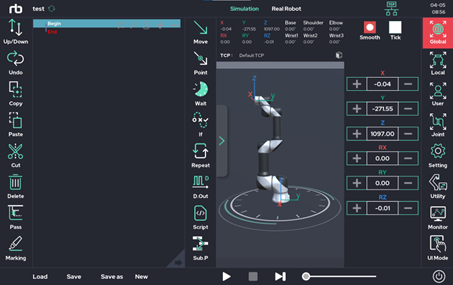 rb test Simulation Real Robot 04-05
08:56
Up/Down
Undo
Copy
Paste
Cut
Delete
Pass
Marking
Begin
End
Move
Point
Wait
If
Repeat
D.Out
Script
Sub.P
X Y Z Base Shoulder Elbow
-0.04 -271.55 1097.00 0.00˚ 0.00˚ 0.00˚
RX RY RZ Wrist1 Wrist2 Wrist3
0.00 0.00 -0.01 0.00˚ 0.00˚ 0.00˚
Smooth Tick
TCP : Default TCP
Z
X
Y
Z
X
Y
X
+ -0.04 −
Y
+ -271.55 −
Z
+ 1097.00 −
RX
+ 0.00 −
RY
+ 0.00 −
RZ
+ -0.01 −
Global
Local
User
Joint
Setting
Utility
Monitor
UI Mode
Load Save Save as New